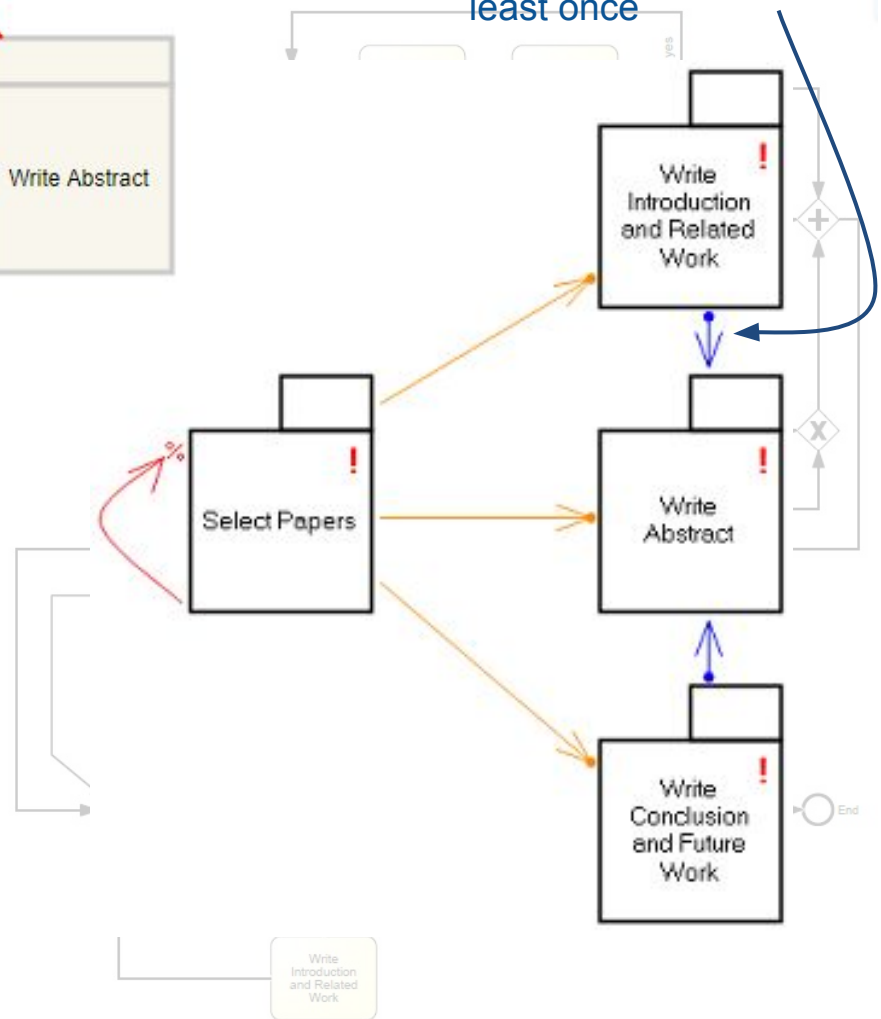 least once
yes
Write Abstract
!
Write
Introduction
and Related
Work
+
%
!
Select Papers
!
Write
Abstract
X
!
Write
Conclusion
and Future
Work
End
Write
Introduction
and Related
Work